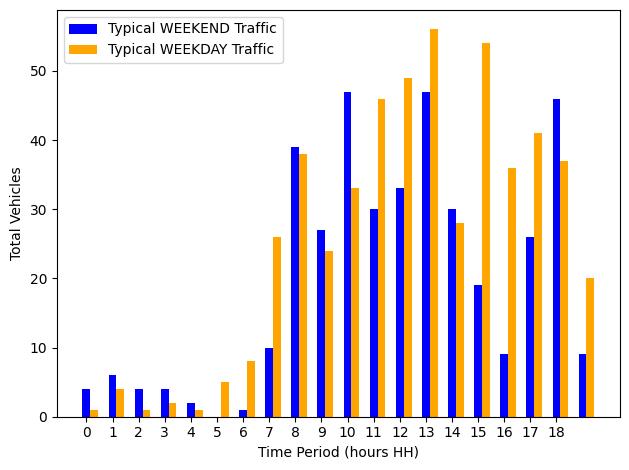 Typical WEEKEND Traffic
Typical WEEKDAY Traffic
50
40
30
20
10
0
Total Vehicles
0 1 2 3 4 5 6 7 8 9 10 11 12 13 14 15 16 17 18
Time Period (hours HH)